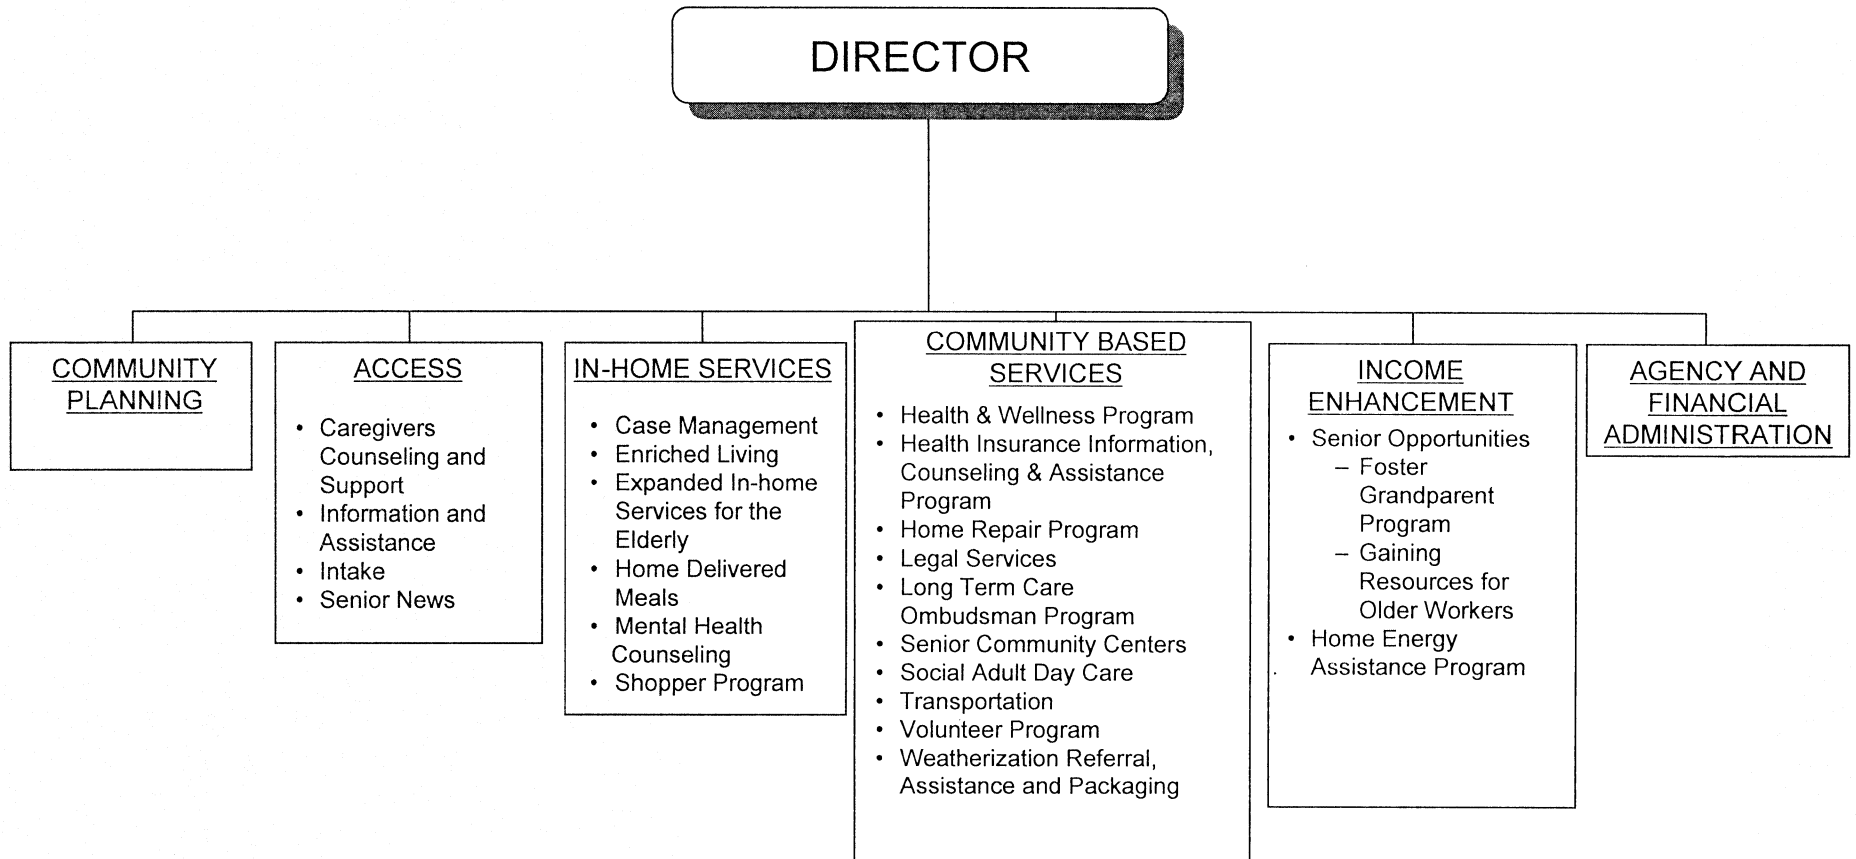 DIRECTOR
COMMUNITY
PLANNING
ACCESS
• Caregivers
Counseling and
Support
• Information and
Assistance
• Intake
• Senior News
IN-HOME SERVICES
• Case Management
• Enriched Living
• Expanded In-home
Services for the
Elderly
• Home Delivered
Meals
• Mental Health
Counseling
• Shopper Program
COMMUNITY BASED
SERVICES
• Health & Wellness Program
• Health Insurance Information,
Counseling & Assistance
Program
• Home Repair Program
• Legal Services
• Long Term Care
Ombudsman Program
• Senior Community Centers
• Social Adult Day Care
• Transportation
• Volunteer Program
• Weatherization Referral,
Assistance and Packaging
INCOME
ENHANCEMENT
• Senior Opportunities
– Foster
Grandparent
Program
– Gaining
Resources for
Older Workers
• Home Energy
Assistance Program
AGENCY AND
FINANCIAL
ADMINISTRATION